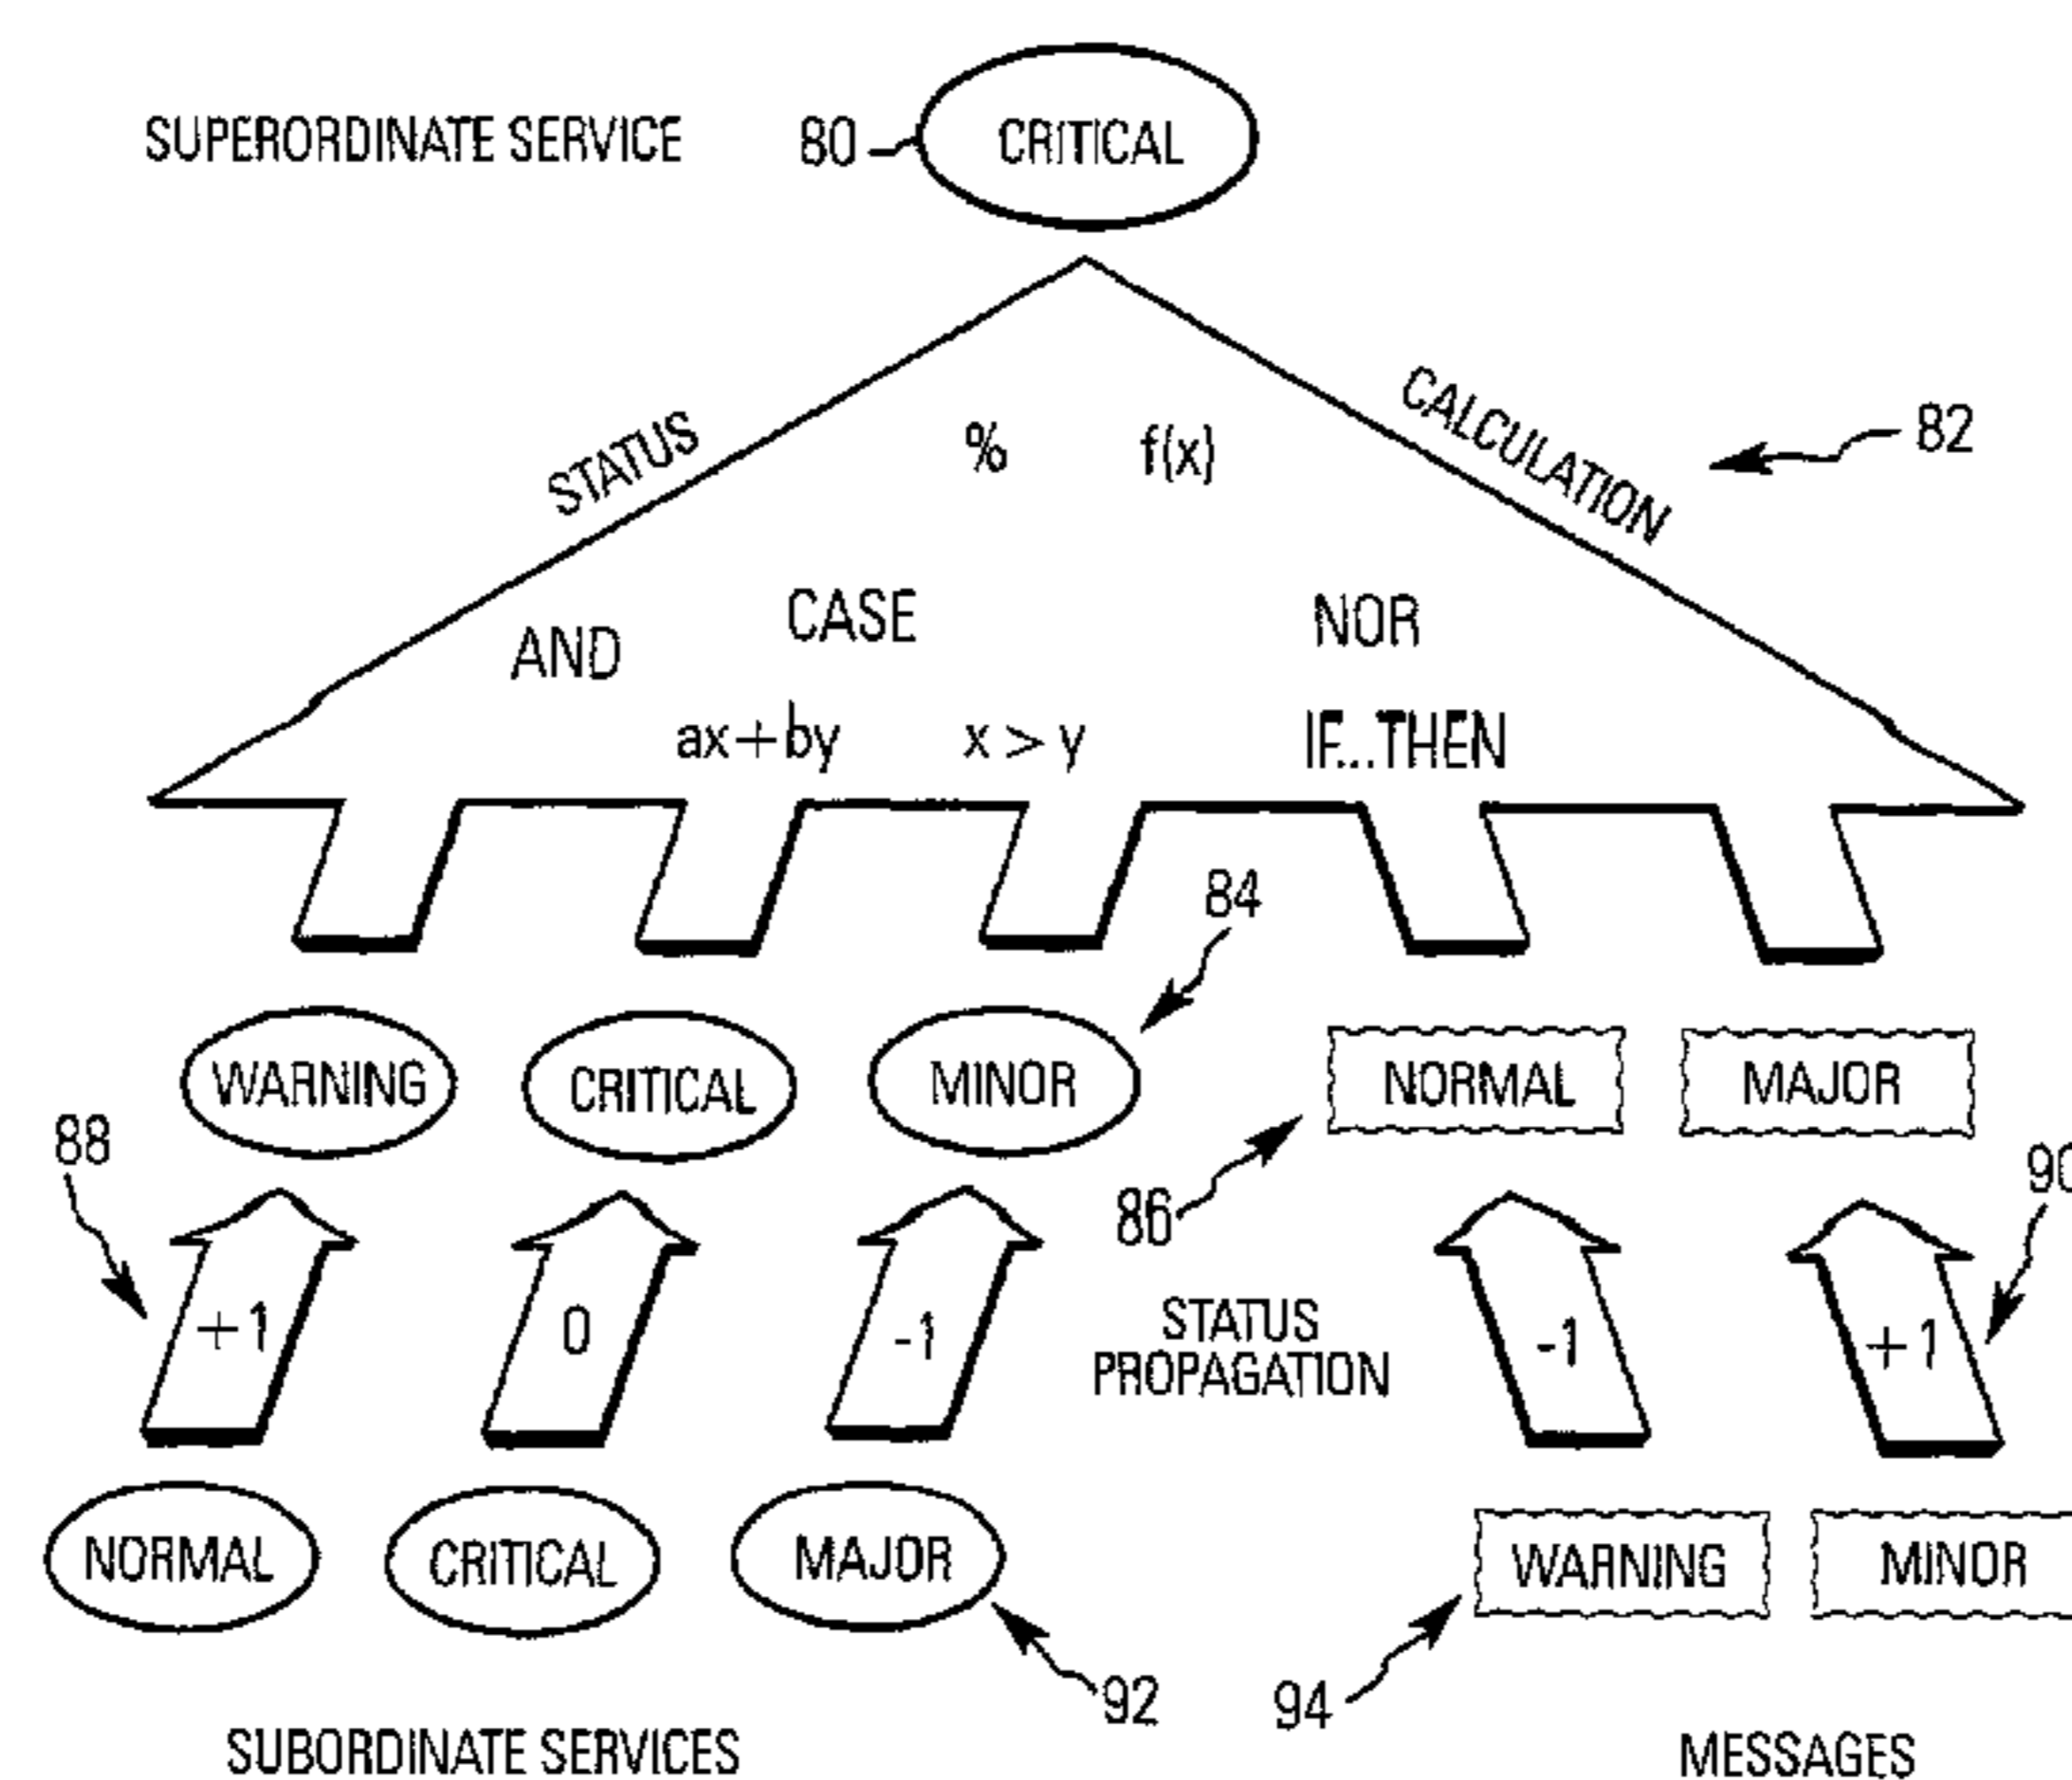 SUPERORDINATE SERVICE
80
CRITICAL
STATUS
CALCULATION
82
% f(x)
AND
CASE
NOR
ax+by
x > y
IF...THEN
84
WARNING
CRITICAL
MINOR
NORMAL
MAJOR
88
86
90
+1
0
-1
STATUS
PROPAGATION
-1
+1
NORMAL
CRITICAL
MAJOR
WARNING
MINOR
92
94
SUBORDINATE SERVICES
MESSAGES